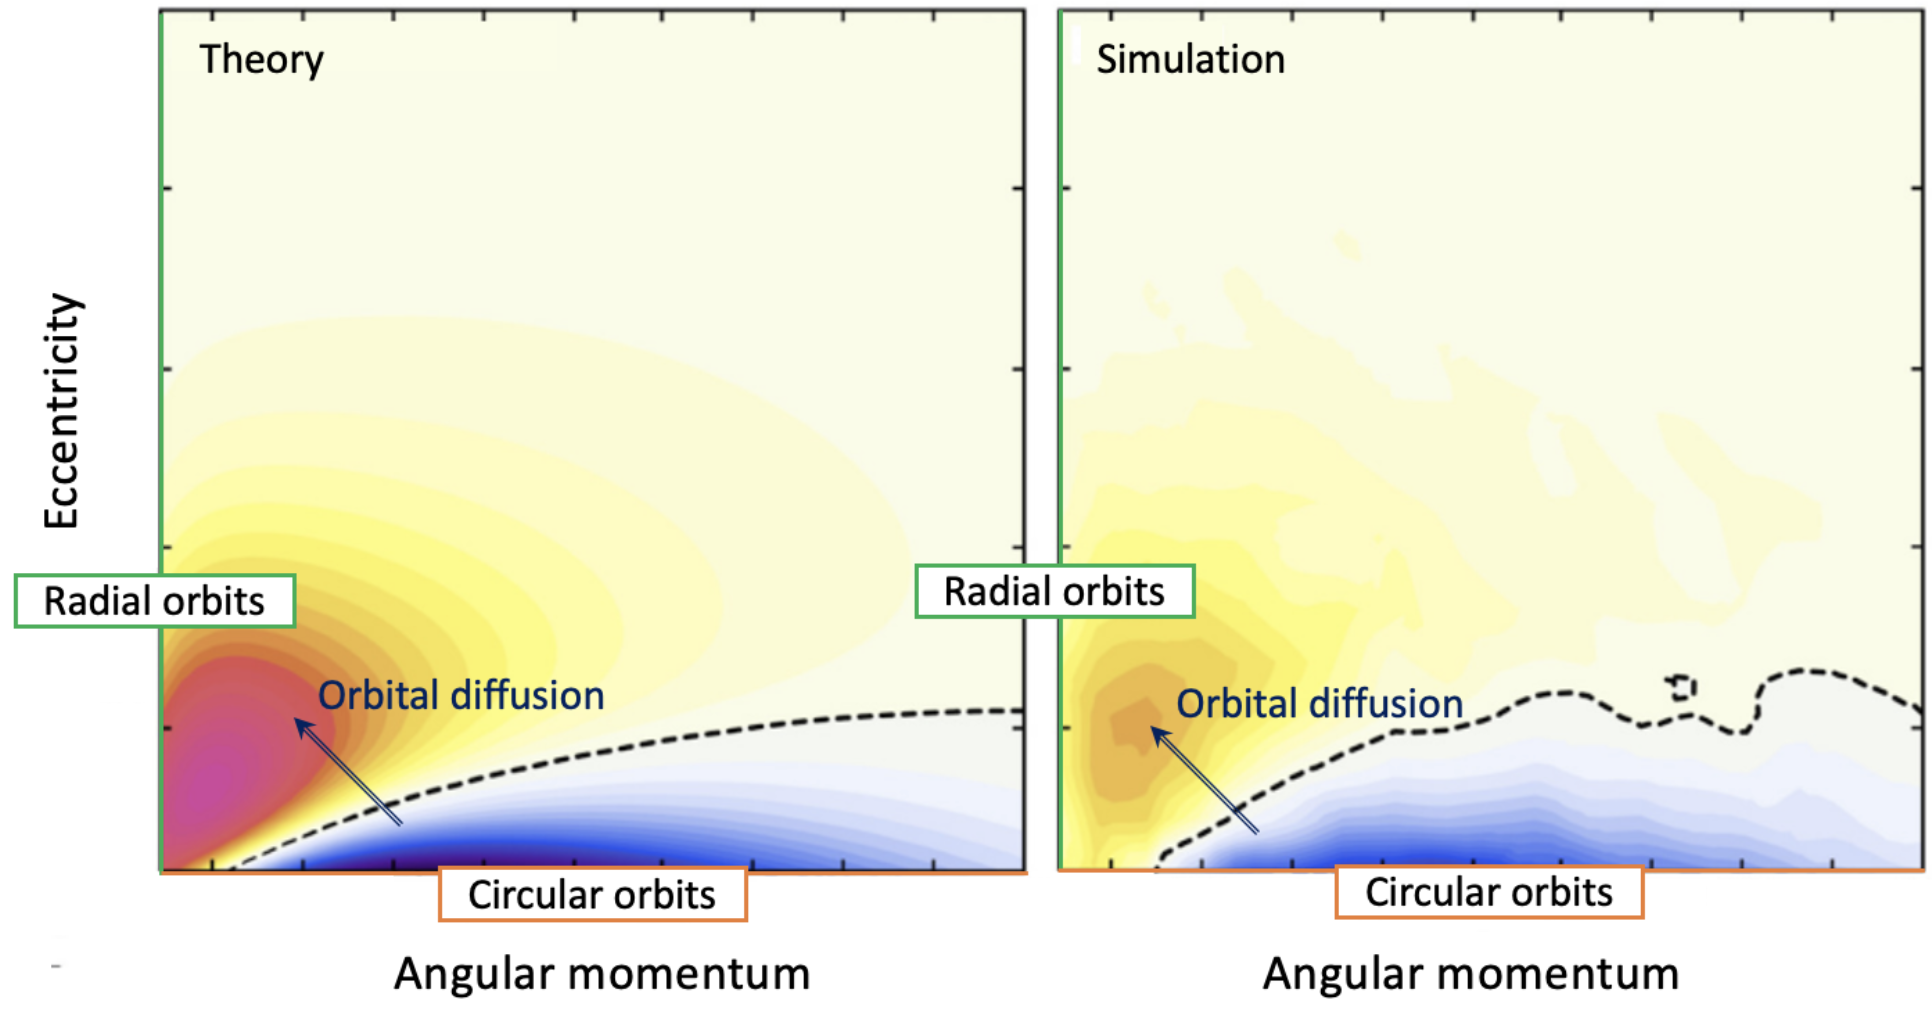 Theory
Simulation
Eccentricity
Radial orbits
Radial orbits
Orbital diffusion
Orbital diffusion
Circular orbits
Circular orbits
Angular momentum
Angular momentum